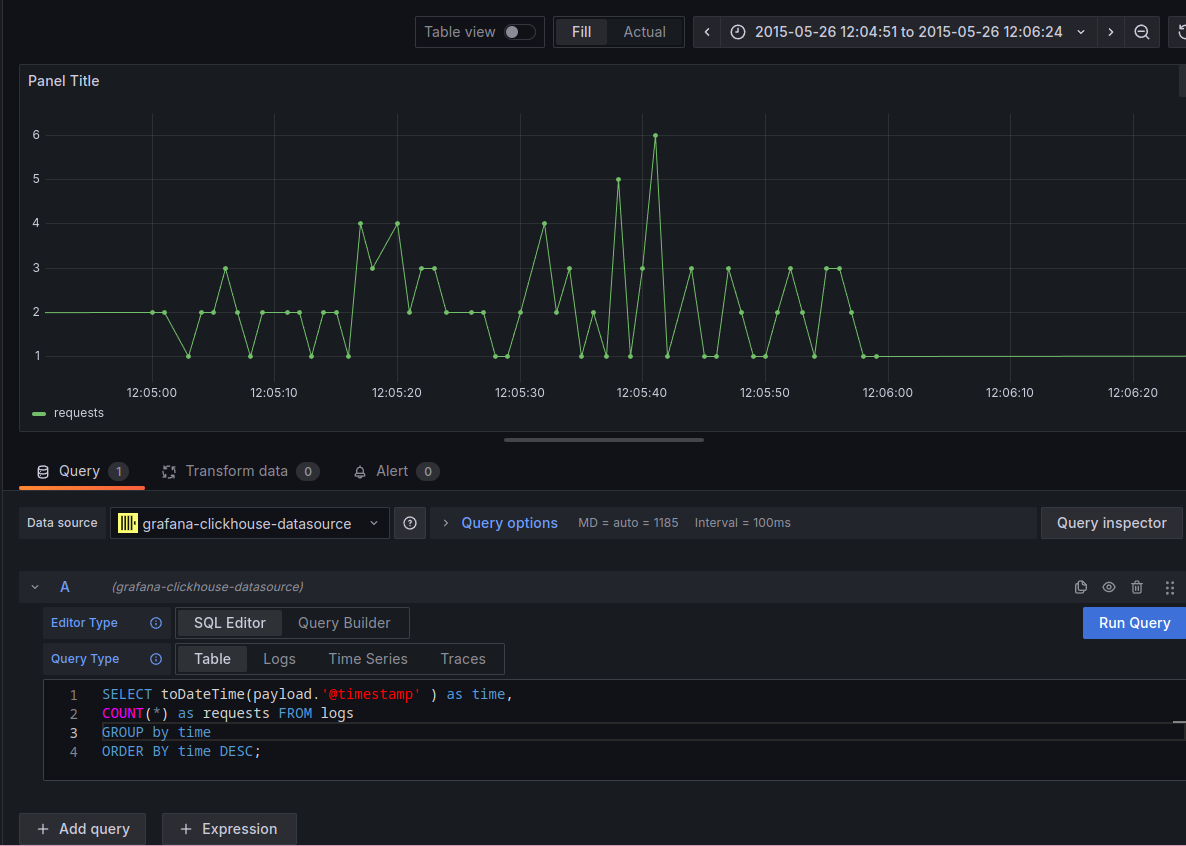 Table view Fill Actual 2015-05-26 12:04:51 to 2015-05-26 12:06:24
Panel Title
6
5
4
3
2
1
12:05:00 12:05:10 12:05:20 12:05:30 12:05:40 12:05:50 12:06:00 12:06:10 12:06:20
requests
Query 1 Transform data 0 Alert 0
Data source grafana-clickhouse-datasource Query options MD = auto = 1185 Interval = 100ms Query inspector
A (grafana-clickhouse-datasource)
Editor Type SQL Editor Query Builder Run Query
Query Type Table Logs Time Series Traces
1 SELECT toDateTime(payload.'@timestamp' ) as time,
2 COUNT(*) as requests FROM logs
3 GROUP by time
4 ORDER BY time DESC;
+ Add query + Expression